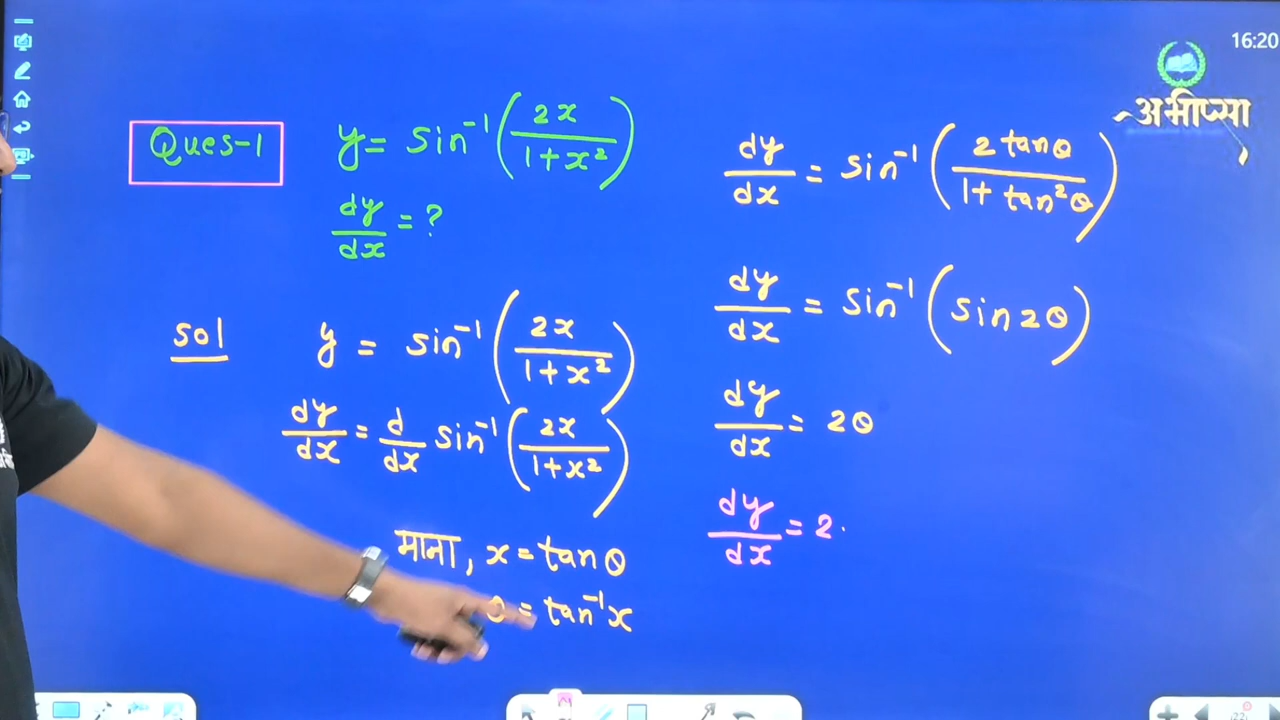 16:20
अभीप्सा
Ques-1
y = sin⁻¹(2x/(1+x²))
dy/dx = ?
sol
y = sin⁻¹(2x/(1+x²))
dy/dx = d/dx sin⁻¹(2x/(1+x²))
माना, x = tanθ
θ = tan⁻¹x
dy/dx = sin⁻¹(2tanθ/(1+tan²θ))
dy/dx = sin⁻¹(sin2θ)
dy/dx = 2θ
dy/dx = 2.